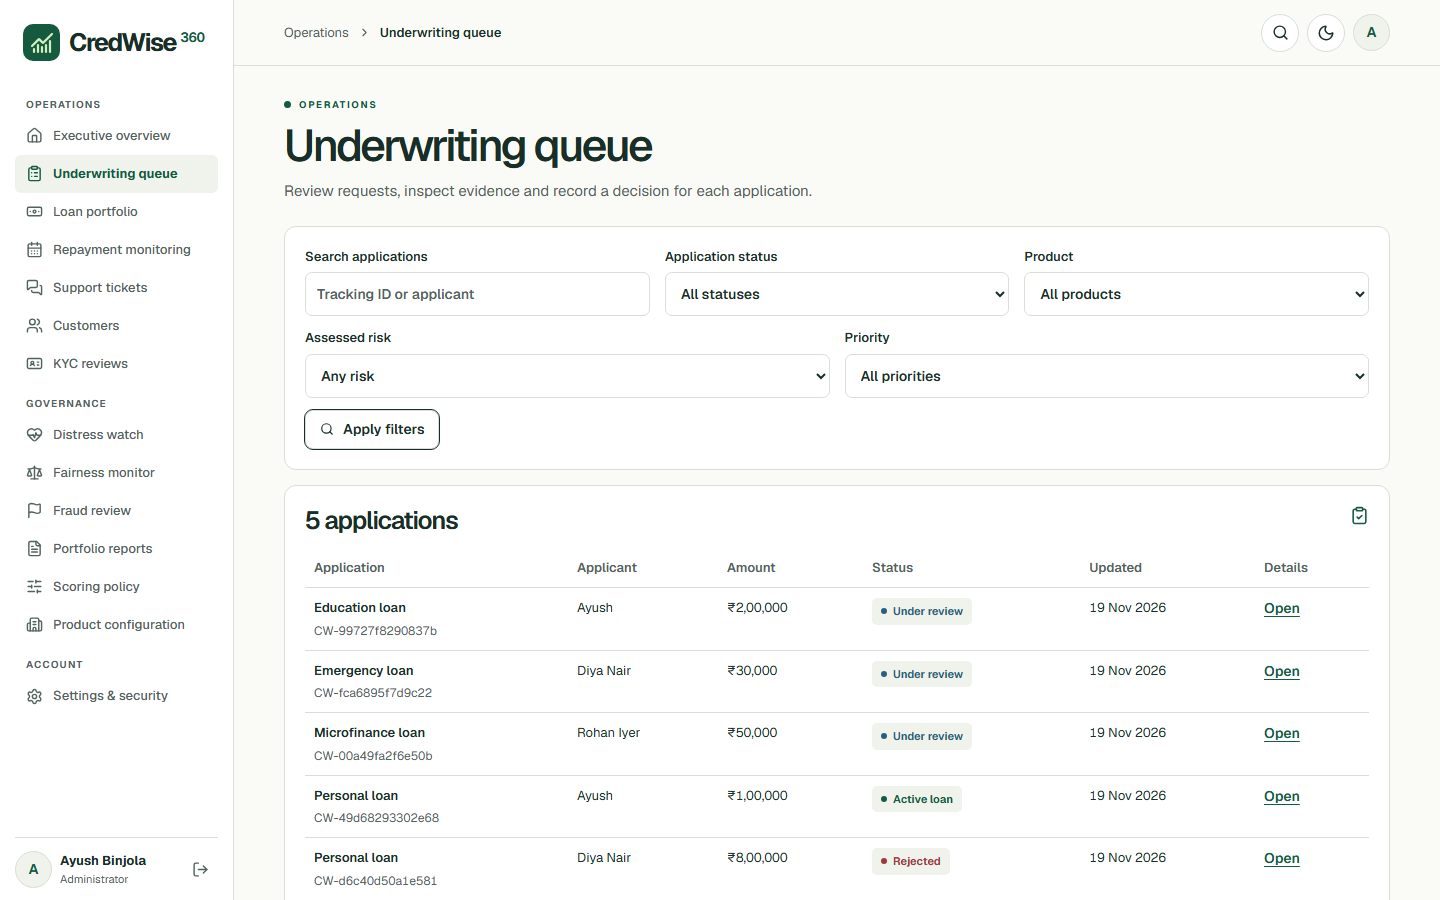 CredWise 360
OPERATIONS
Executive overview
Underwriting queue
Loan portfolio
Repayment monitoring
Support tickets
Customers
KYC reviews
GOVERNANCE
Distress watch
Fairness monitor
Fraud review
Portfolio reports
Scoring policy
Product configuration
ACCOUNT
Settings & security
A
Ayush Binjola
Administrator
Operations > Underwriting queue
A
OPERATIONS
Underwriting queue
Review requests, inspect evidence and record a decision for each application.
Search applications Application status Product
Tracking ID or applicant All statuses All products
Assessed risk Priority
Any risk All priorities
Apply filters
5 applications
Application Applicant Amount Status Updated Details
Education loan Ayush ₹2,00,000 Under review 19 Nov 2026 Open
CW-99727f8290837b
Emergency loan Diya Nair ₹30,000 Under review 19 Nov 2026 Open
CW-fca6895f7d9c22
Microfinance loan Rohan Iyer ₹50,000 Under review 19 Nov 2026 Open
CW-00a49fa2f6e50b
Personal loan Ayush ₹1,00,000 Active loan 19 Nov 2026 Open
CW-49d68293302e68
Personal loan Diya Nair ₹8,00,000 Rejected 19 Nov 2026 Open
CW-d6c40d50a1e581